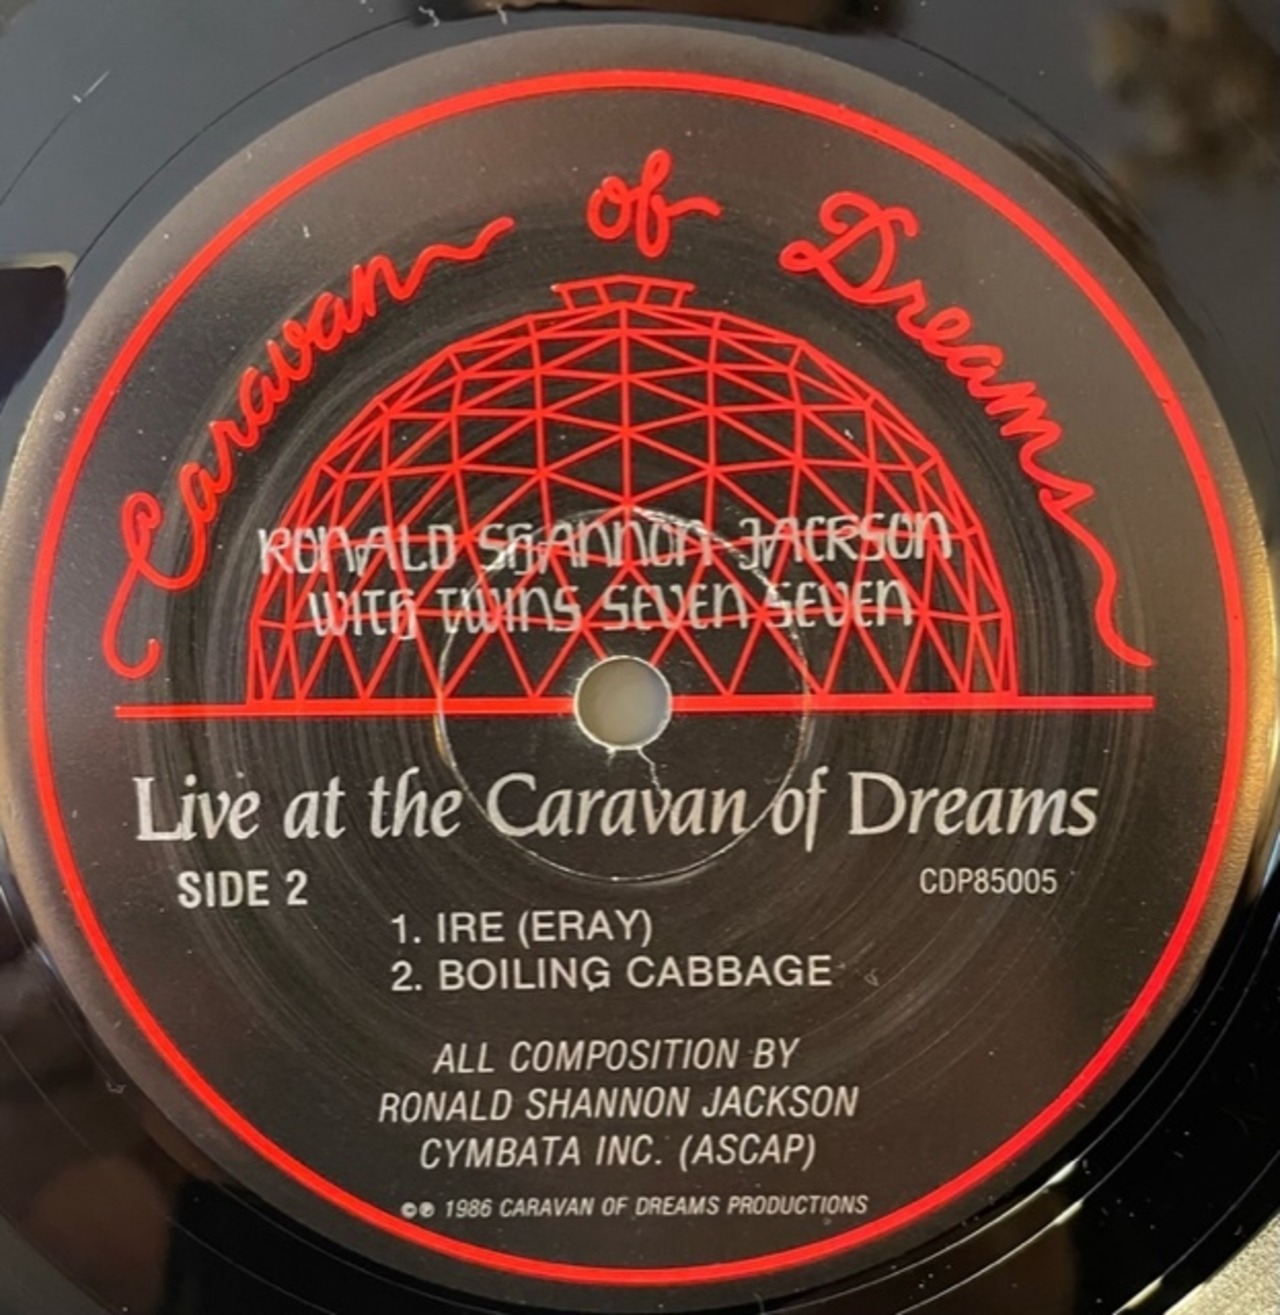 Caravan of Dreams
RONALD SHANNON JACKSON
WITH TWINS SEVEN SEVEN
Live at the Caravan of Dreams
SIDE 2
CDP85005
1. IRE (ERAY)
2. BOILING CABBAGE
ALL COMPOSITION BY
RONALD SHANNON JACKSON
CYMBATA INC. (ASCAP)
©℗ 1986 CARAVAN OF DREAMS PRODUCTIONS